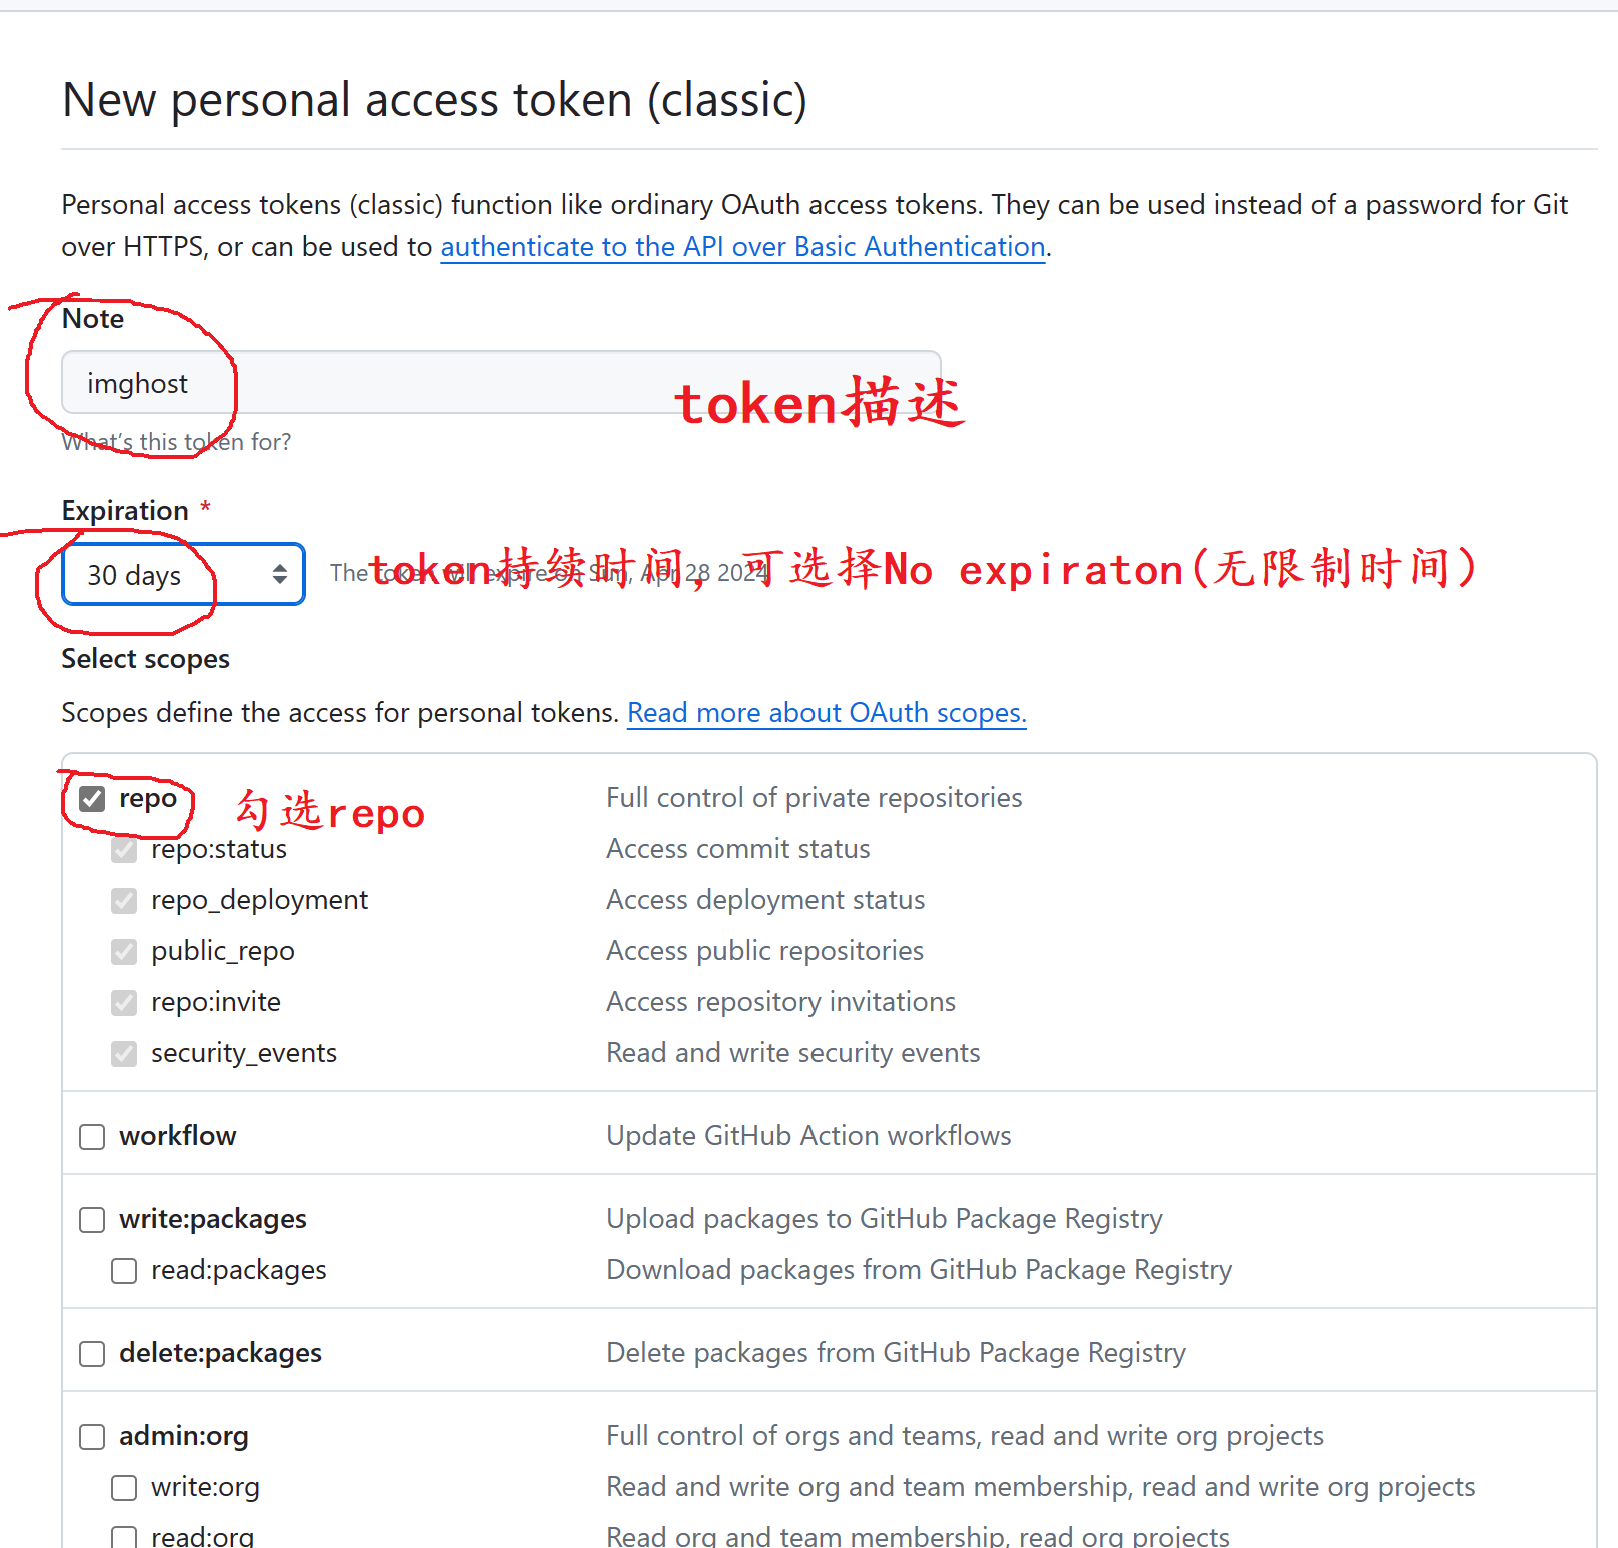 New personal access token (classic)
Personal access tokens (classic) function like ordinary OAuth access tokens. They can be used instead of a password for Git
over HTTPS, or can be used to authenticate to the API over Basic Authentication.
Note
imghost
token描述
What's this token for?
Expiration *
30 days
The token will expire on Sun, Apr 28 2024
token持续时间,可选择No expiraton(无限制时间)
Select scopes
Scopes define the access for personal tokens. Read more about OAuth scopes.
repo 勾选repo Full control of private repositories
repo:status Access commit status
repo_deployment Access deployment status
public_repo Access public repositories
repo:invite Access repository invitations
security_events Read and write security events
workflow Update GitHub Action workflows
write:packages Upload packages to GitHub Package Registry
read:packages Download packages from GitHub Package Registry
delete:packages Delete packages from GitHub Package Registry
admin:org Full control of orgs and teams, read and write org projects
write:org Read and write org and team membership, read and write org projects
read:org Read org and team membership, read org projects